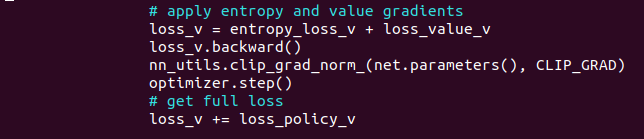 # apply entropy and value gradients
loss_v = entropy_loss_v + loss_value_v
loss_v.backward()
nn_utils.clip_grad_norm_(net.parameters(), CLIP_GRAD)
optimizer.step()
# get full loss
loss_v += loss_policy_v